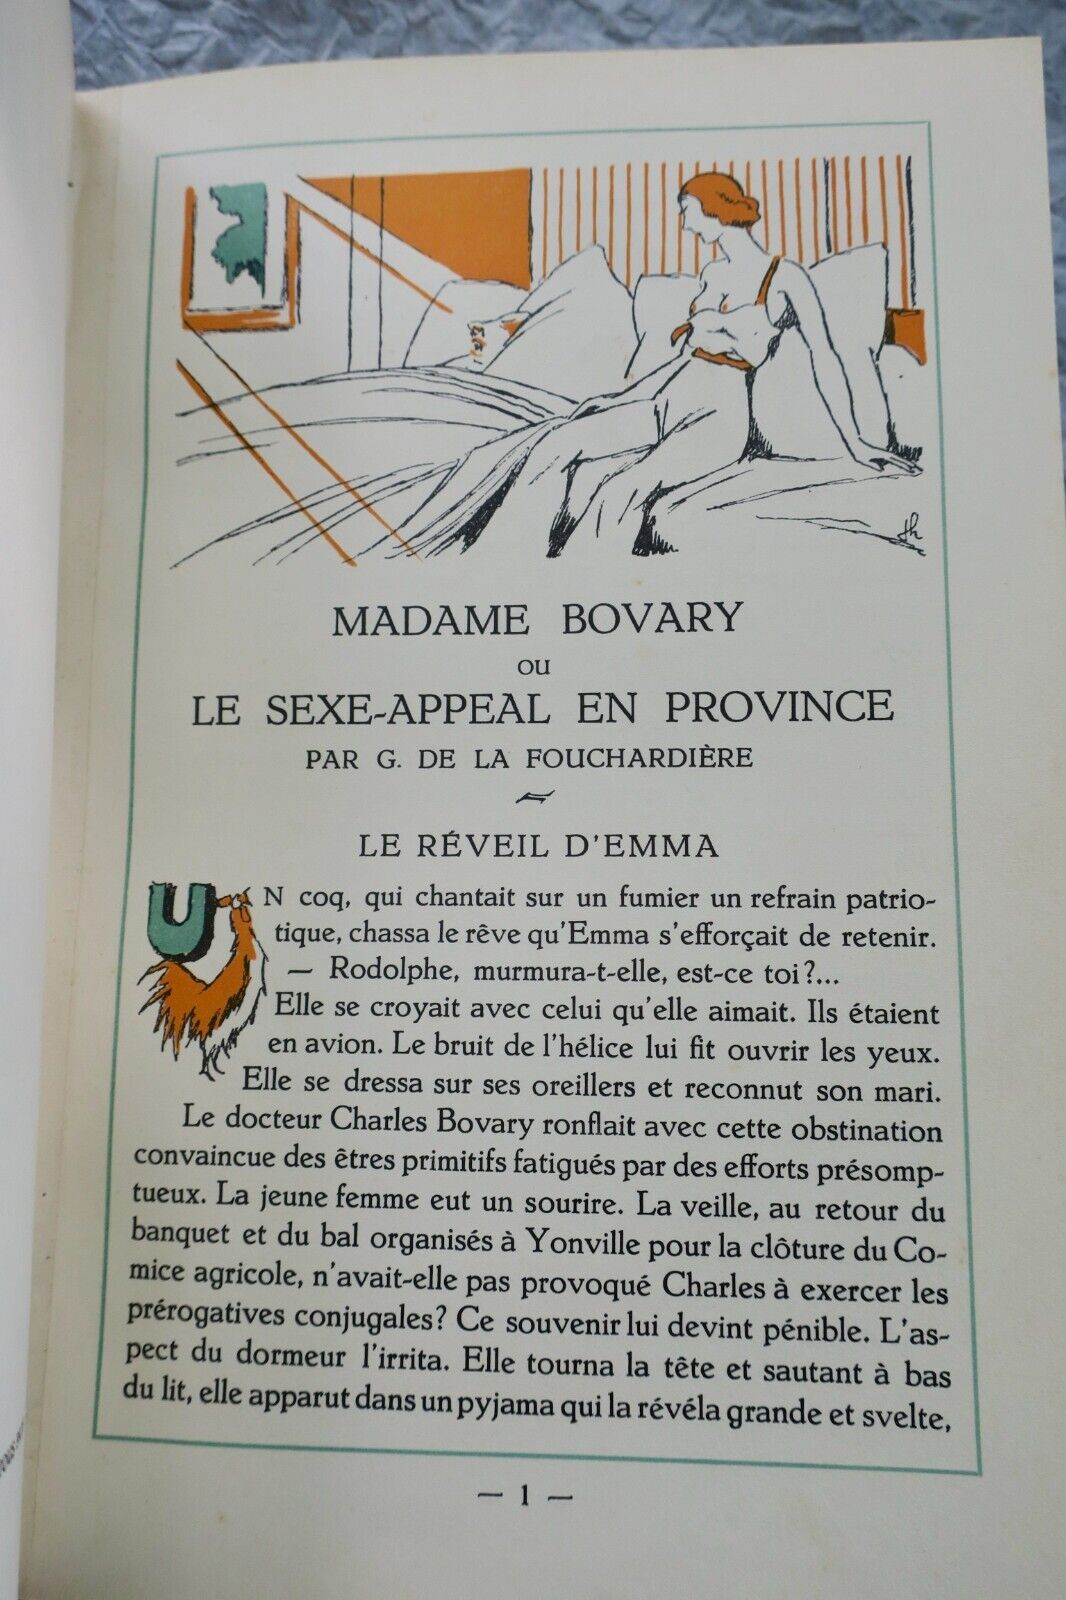 MADAME BOVARY
OU
LE SEXE-APPEAL EN PROVINCE
PAR G. DE LA FOUCHARDIÈRE
LE RÉVEIL D'EMMA
UN coq, qui chantait sur un fumier un refrain patrio-
tique, chassa le rêve qu'Emma s'efforçait de retenir.
— Rodolphe, murmura-t-elle, est-ce toi?...
Elle se croyait avec celui qu'elle aimait. Ils étaient
en avion. Le bruit de l'hélice lui fit ouvrir les yeux.
Elle se dressa sur ses oreillers et reconnut son mari.
Le docteur Charles Bovary ronflait avec cette obstination
convaincue des êtres primitifs fatigués par des efforts présomp-
tueux. La jeune femme eut un sourire. La veille, au retour du
banquet et du bal organisés à Yonville pour la clôture du Co-
mice agricole, n'avait-elle pas provoqué Charles à exercer les
prérogatives conjugales? Ce souvenir lui devint pénible. L'as-
pect du dormeur l'irrita. Elle tourna la tête et sautant à bas
du lit, elle apparut dans un pyjama qui la révéla grande et svelte,
— 1 —